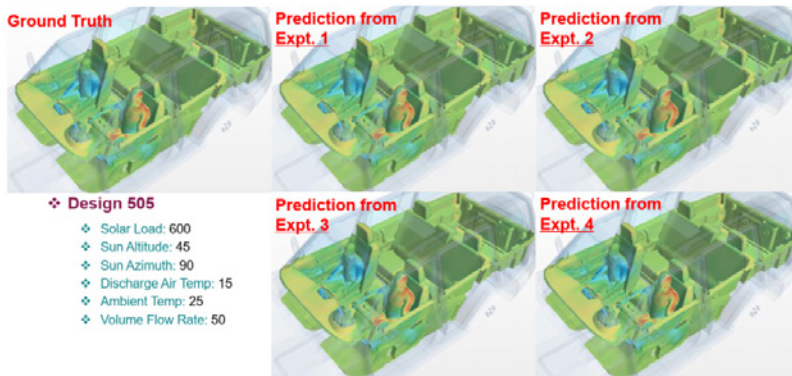 Ground Truth
Prediction from
Expt. 1
Prediction from
Expt. 2
❖ Design 505
❖ Solar Load: 600
❖ Sun Altitude: 45
❖ Sun Azimuth: 90
❖ Discharge Air Temp: 15
❖ Ambient Temp: 25
❖ Volume Flow Rate: 50
Prediction from
Expt. 3
Prediction from
Expt. 4